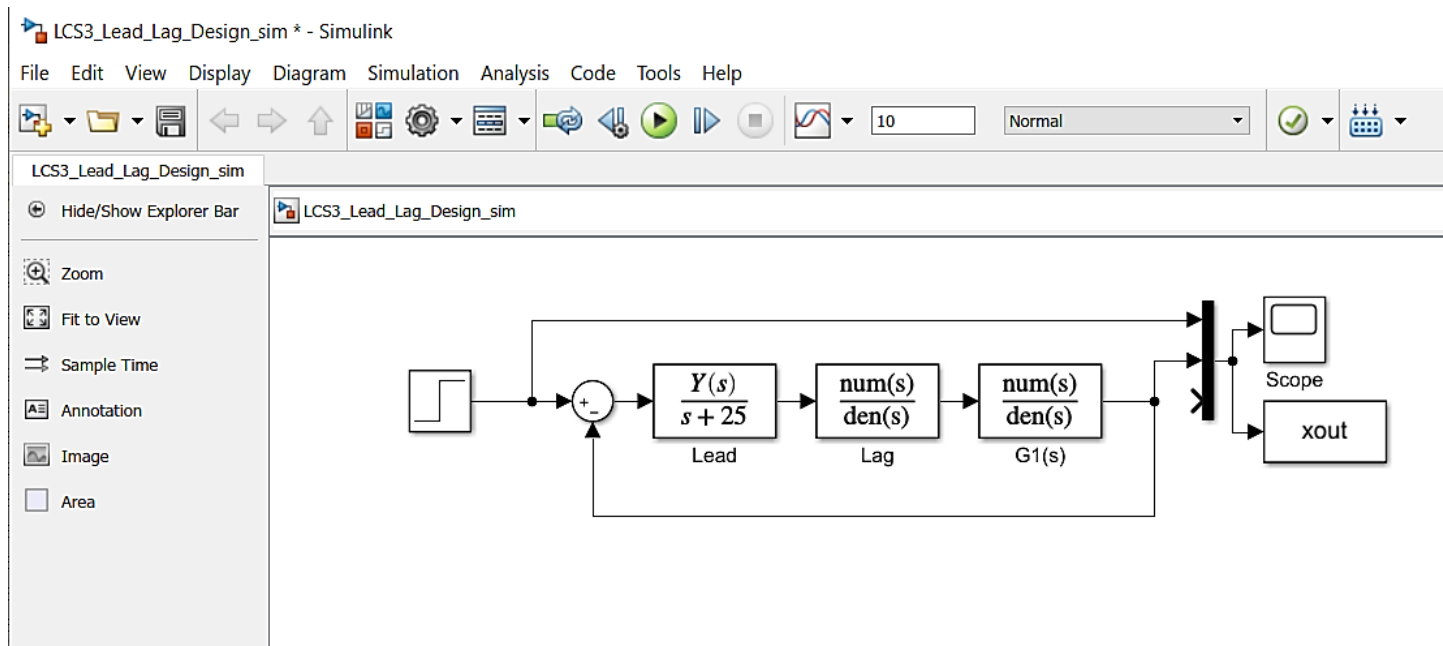 LCS3_Lead_Lag_Design_sim * - Simulink
File Edit View Display Diagram Simulation Analysis Code Tools Help
10 Normal
LCS3_Lead_Lag_Design_sim
Hide/Show Explorer Bar
LCS3_Lead_Lag_Design_sim
Zoom
Fit to View
Sample Time
Annotation
Image
Area
+
-
Y(s)
s + 25
Lead
num(s)
den(s)
Lag
num(s)
den(s)
G1(s)
Scope
xout